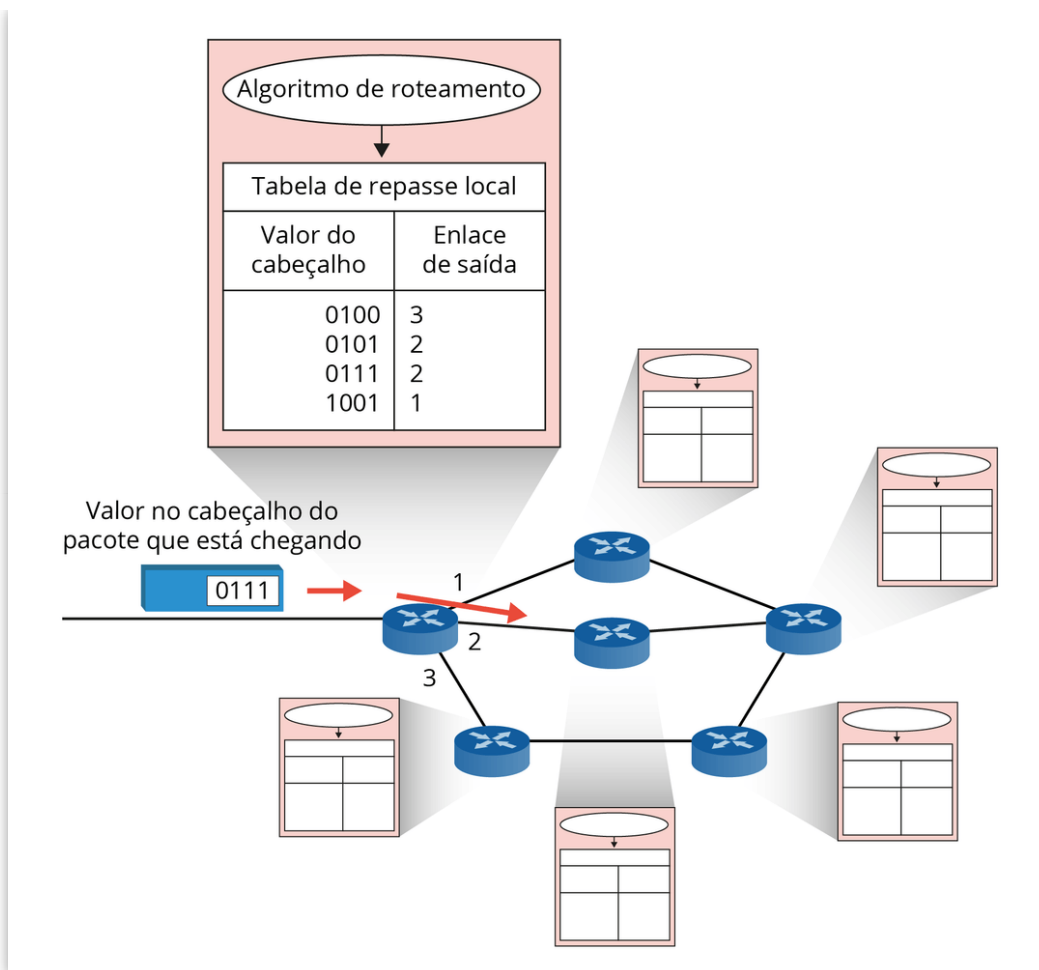 Algoritmo de roteamento
Tabela de repasse local
Valor do
cabeçalho
Enlace
de saída
0100 3
0101 2
0111 2
1001 1
Valor no cabeçalho do
pacote que está chegando
0111
1
2
3